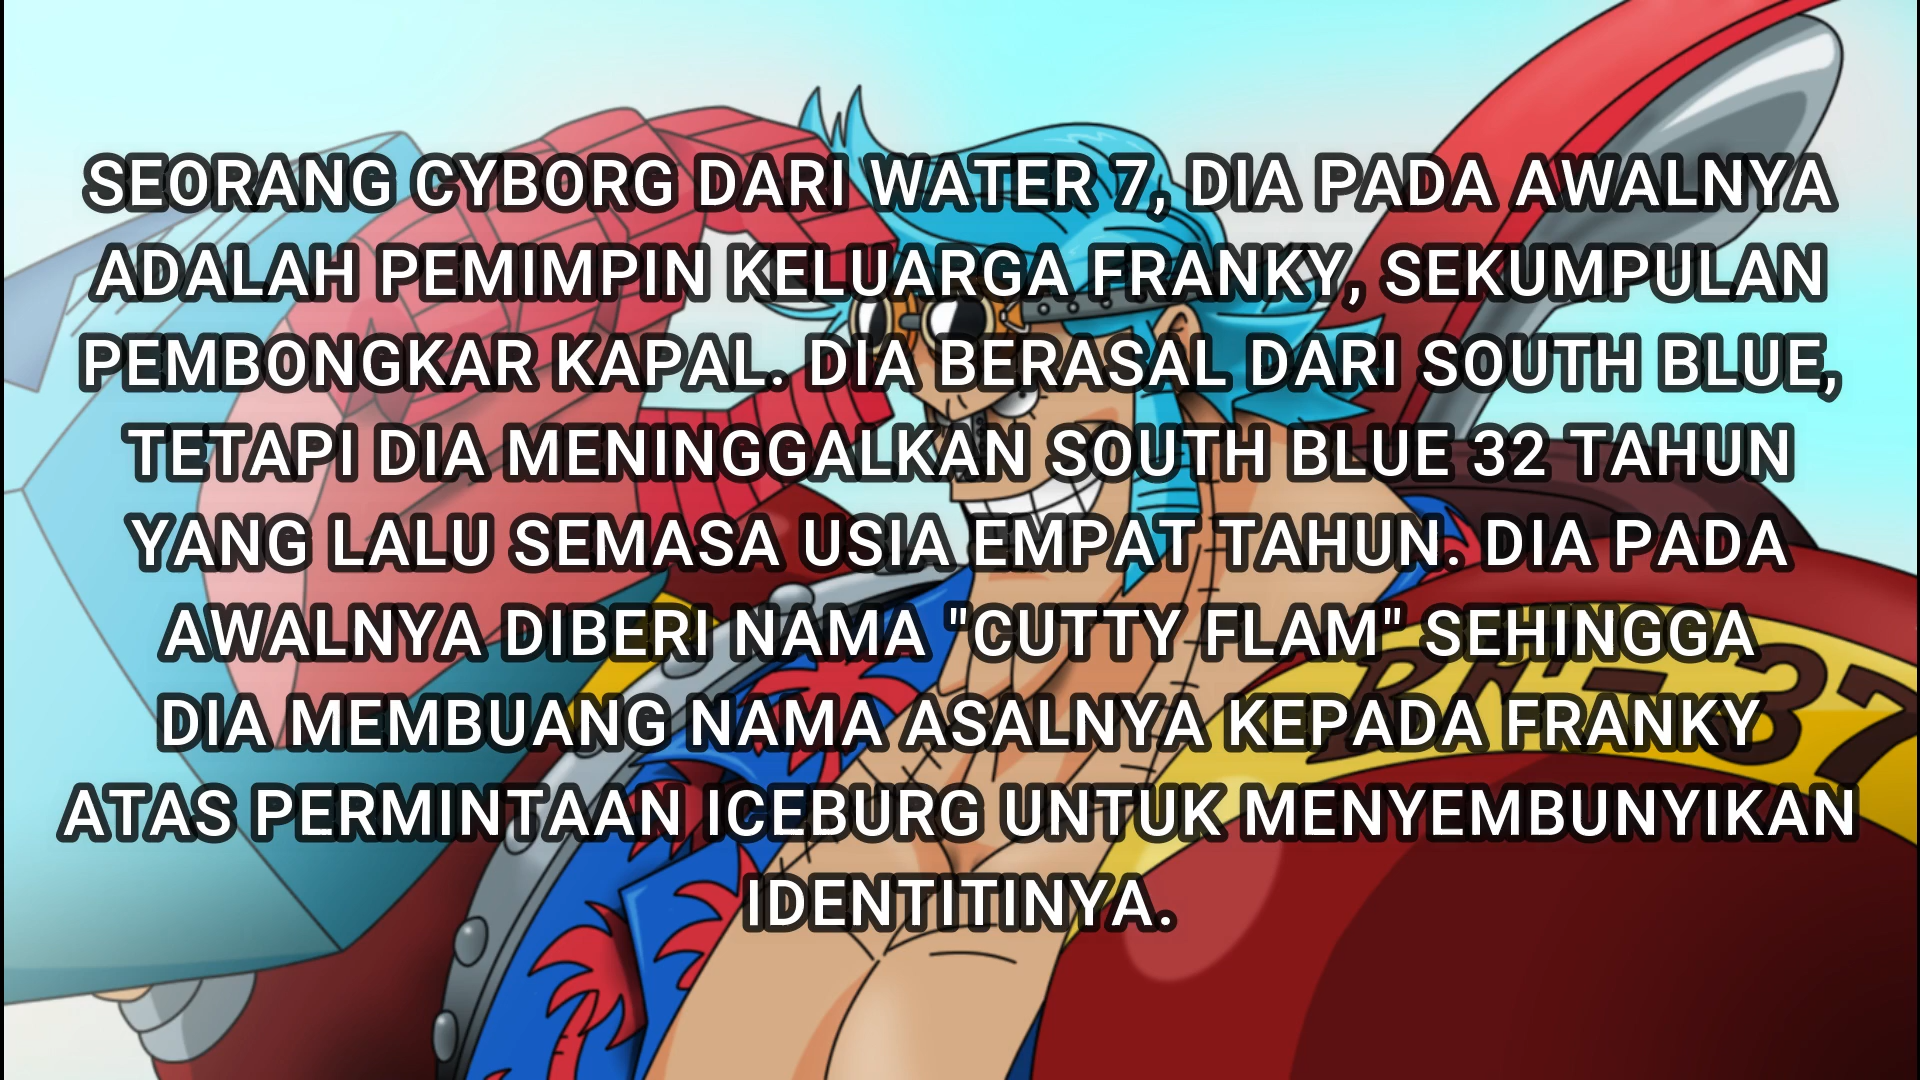 SEORANG CYBORG DARI WATER 7, DIA PADA AWALNYA
ADALAH PEMIMPIN KELUARGA FRANKY, SEKUMPULAN
PEMBONGKAR KAPAL. DIA BERASAL DARI SOUTH BLUE,
TETAPI DIA MENINGGALKAN SOUTH BLUE 32 TAHUN
YANG LALU SEMASA USIA EMPAT TAHUN. DIA PADA
AWALNYA DIBERI NAMA "CUTTY FLAM" SEHINGGA
DIA MEMBUANG NAMA ASALNYA KEPADA FRANKY
ATAS PERMINTAAN ICEBURG UNTUK MENYEMBUNYIKAN
IDENTITINYA.